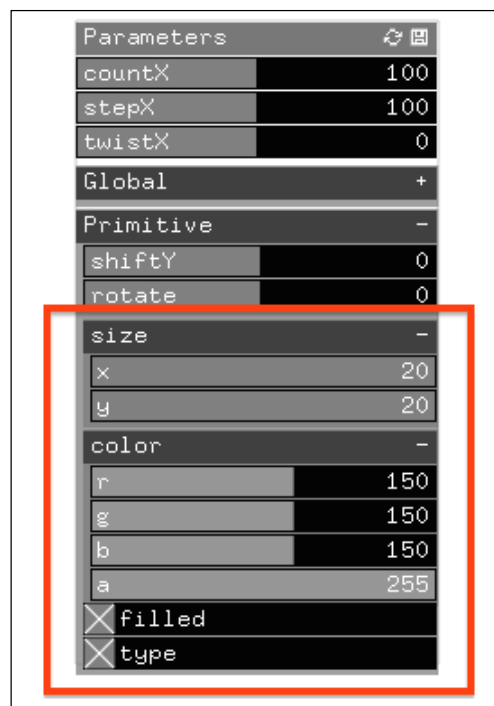 Parameters
countX 100
stepX 100
twistX 0
Global +
Primitive -
shiftY 0
rotate 0
size -
x 20
y 20
color -
r 150
g 150
b 150
a 255
filled
type